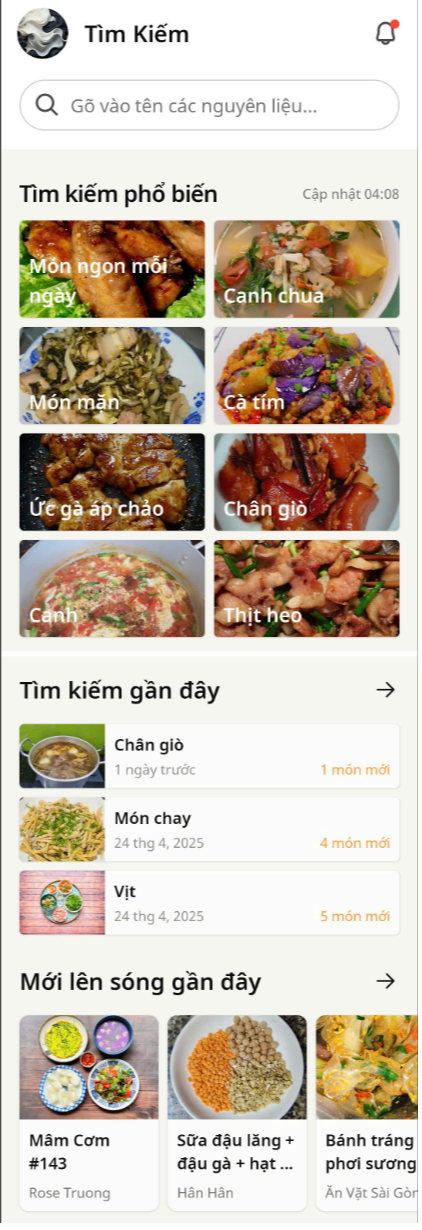 Tìm Kiếm
Gõ vào tên các nguyên liệu...
Tìm kiếm phổ biến
Cập nhật 04:08
Món ngon mỗi
ngày
Canh chua
Món mặn
Cà tím
Ức gà áp chảo
Chân giò
Canh
Thịt heo
Tìm kiếm gần đây
Chân giò
1 ngày trước
1 món mới
Món chay
24 thg 4, 2025
4 món mới
Vịt
24 thg 4, 2025
5 món mới
Mới lên sóng gần đây
Mâm Cơm
#143
Rose Truong
Sữa đậu lăng +
đậu gà + hạt ...
Hân Hân
Bánh tráng
phơi sương
Ăn Vặt Sài Gòn